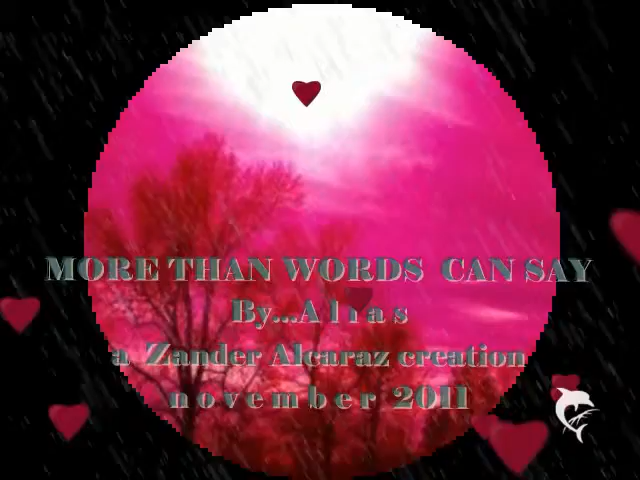 MORE THAN WORDS CAN SAY
By...A l i a s
a Zander Alcaraz creation
n o v e m b e r 2011